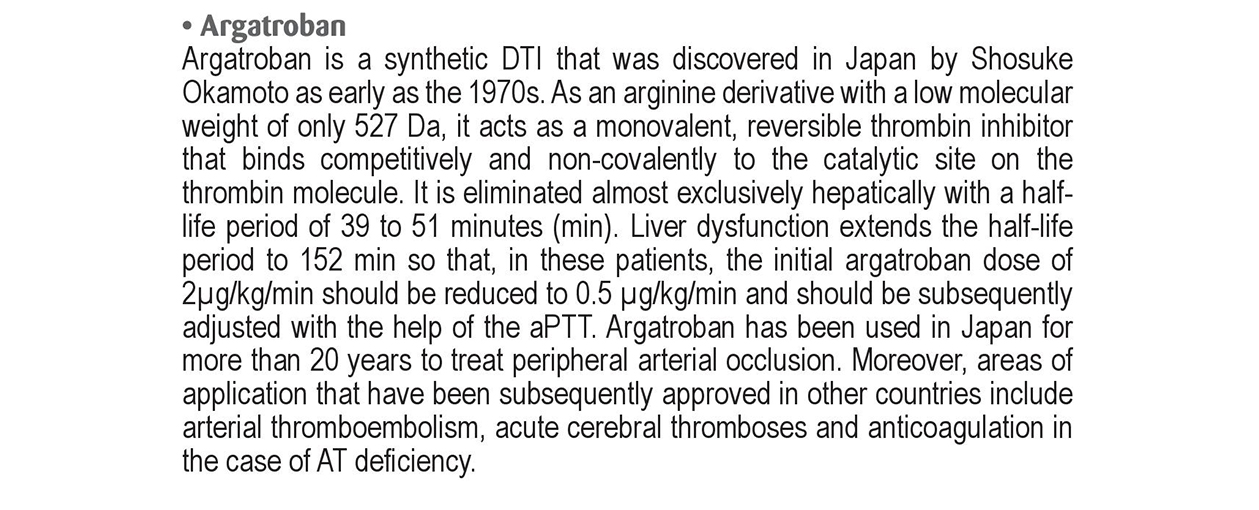 • Argatroban
Argatroban is a synthetic DTI that was discovered in Japan by Shosuke
Okamoto as early as the 1970s. As an arginine derivative with a low molecular
weight of only 527 Da, it acts as a monovalent, reversible thrombin inhibitor
that binds competitively and non-covalently to the catalytic site on the
thrombin molecule. It is eliminated almost exclusively hepatically with a half-
life period of 39 to 51 minutes (min). Liver dysfunction extends the half-life
period to 152 min so that, in these patients, the initial argatroban dose of
2µg/kg/min should be reduced to 0.5 µg/kg/min and should be subsequently
adjusted with the help of the aPTT. Argatroban has been used in Japan for
more than 20 years to treat peripheral arterial occlusion. Moreover, areas of
application that have been subsequently approved in other countries include
arterial thromboembolism, acute cerebral thromboses and anticoagulation in
the case of AT deficiency.